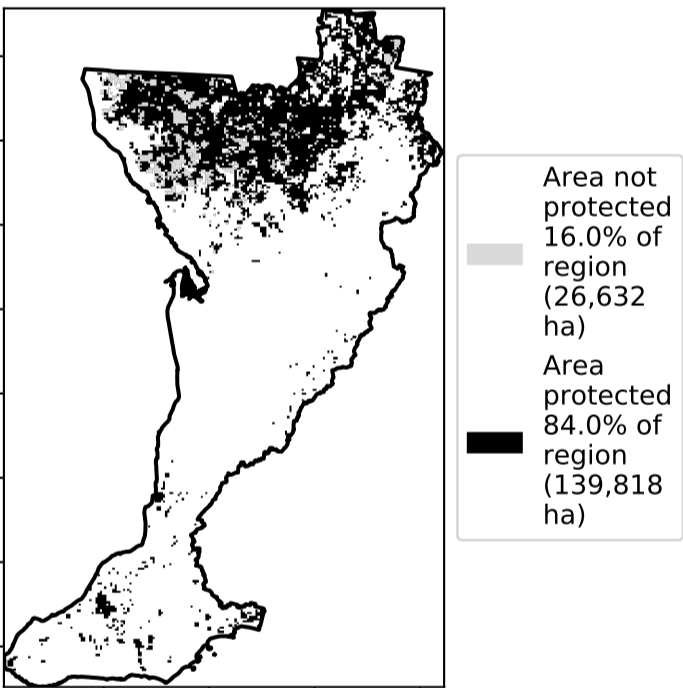 Area not
protected
16.0% of
region
(26,632
ha)
Area
protected
84.0% of
region
(139,818
ha)